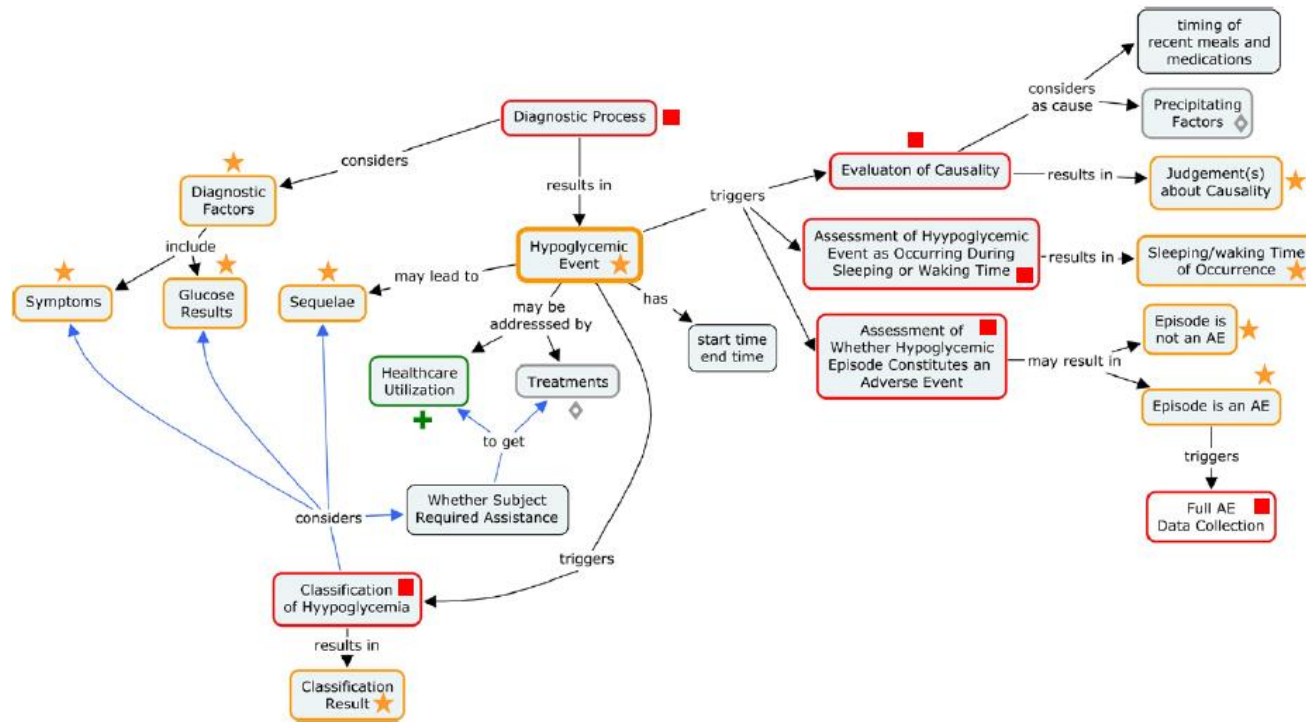 timing of
recent meals and
medications
considers
as cause
Precipitating
Factors
Diagnostic Process
considers
results in
Evaluaton of Causality
results in
Judgement(s)
about Causality
Diagnostic
Factors
triggers
include
Hypoglycemic
Event
Assessment of Hyypoglycemic
Event as Occurring During
Sleeping or Waking Time
results in
Sleeping/waking Time
of Occurrence
Symptoms
Glucose
Results
Sequelae
may lead to
may be
addresssed by
has
start time
end time
Assessment of
Whether Hypoglycemic
Episode Constitutes an
Adverse Event
may result in
Episode is
not an AE
Episode is an AE
Healthcare
Utilization
Treatments
to get
triggers
Whether Subject
Required Assistance
considers
Full AE
Data Collection
triggers
Classification
of Hyypoglycemia
results in
Classification
Result